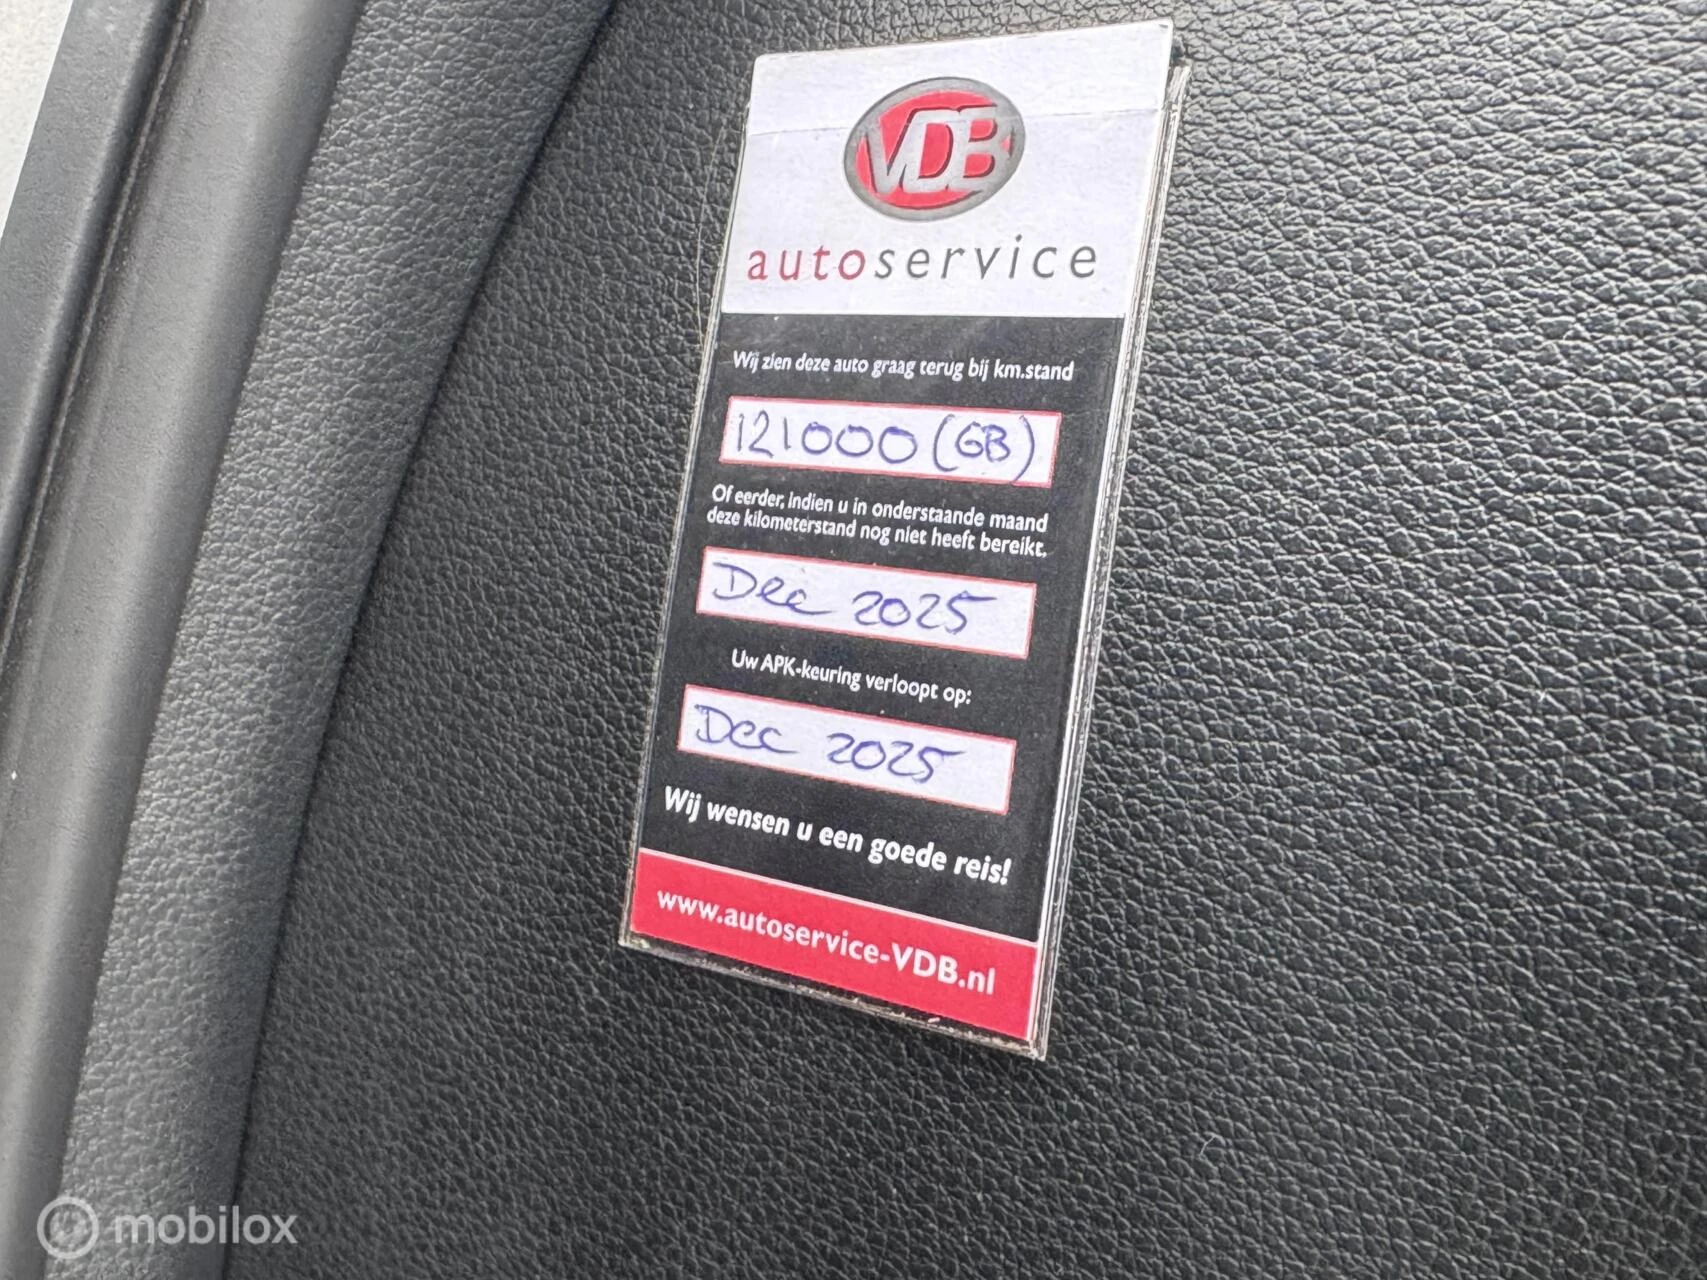 VDB
autoservice
Wij zien deze auto graag terug bij km.stand
121000 (GB)
Of eerder, indien u in onderstaande maand
deze kilometerstand nog niet heeft bereikt.
Dec 2025
Uw APK-keuring verloopt op:
Dec 2025
Wij wensen u een goede reis!
www.autoservice-VDB.nl
mobilox